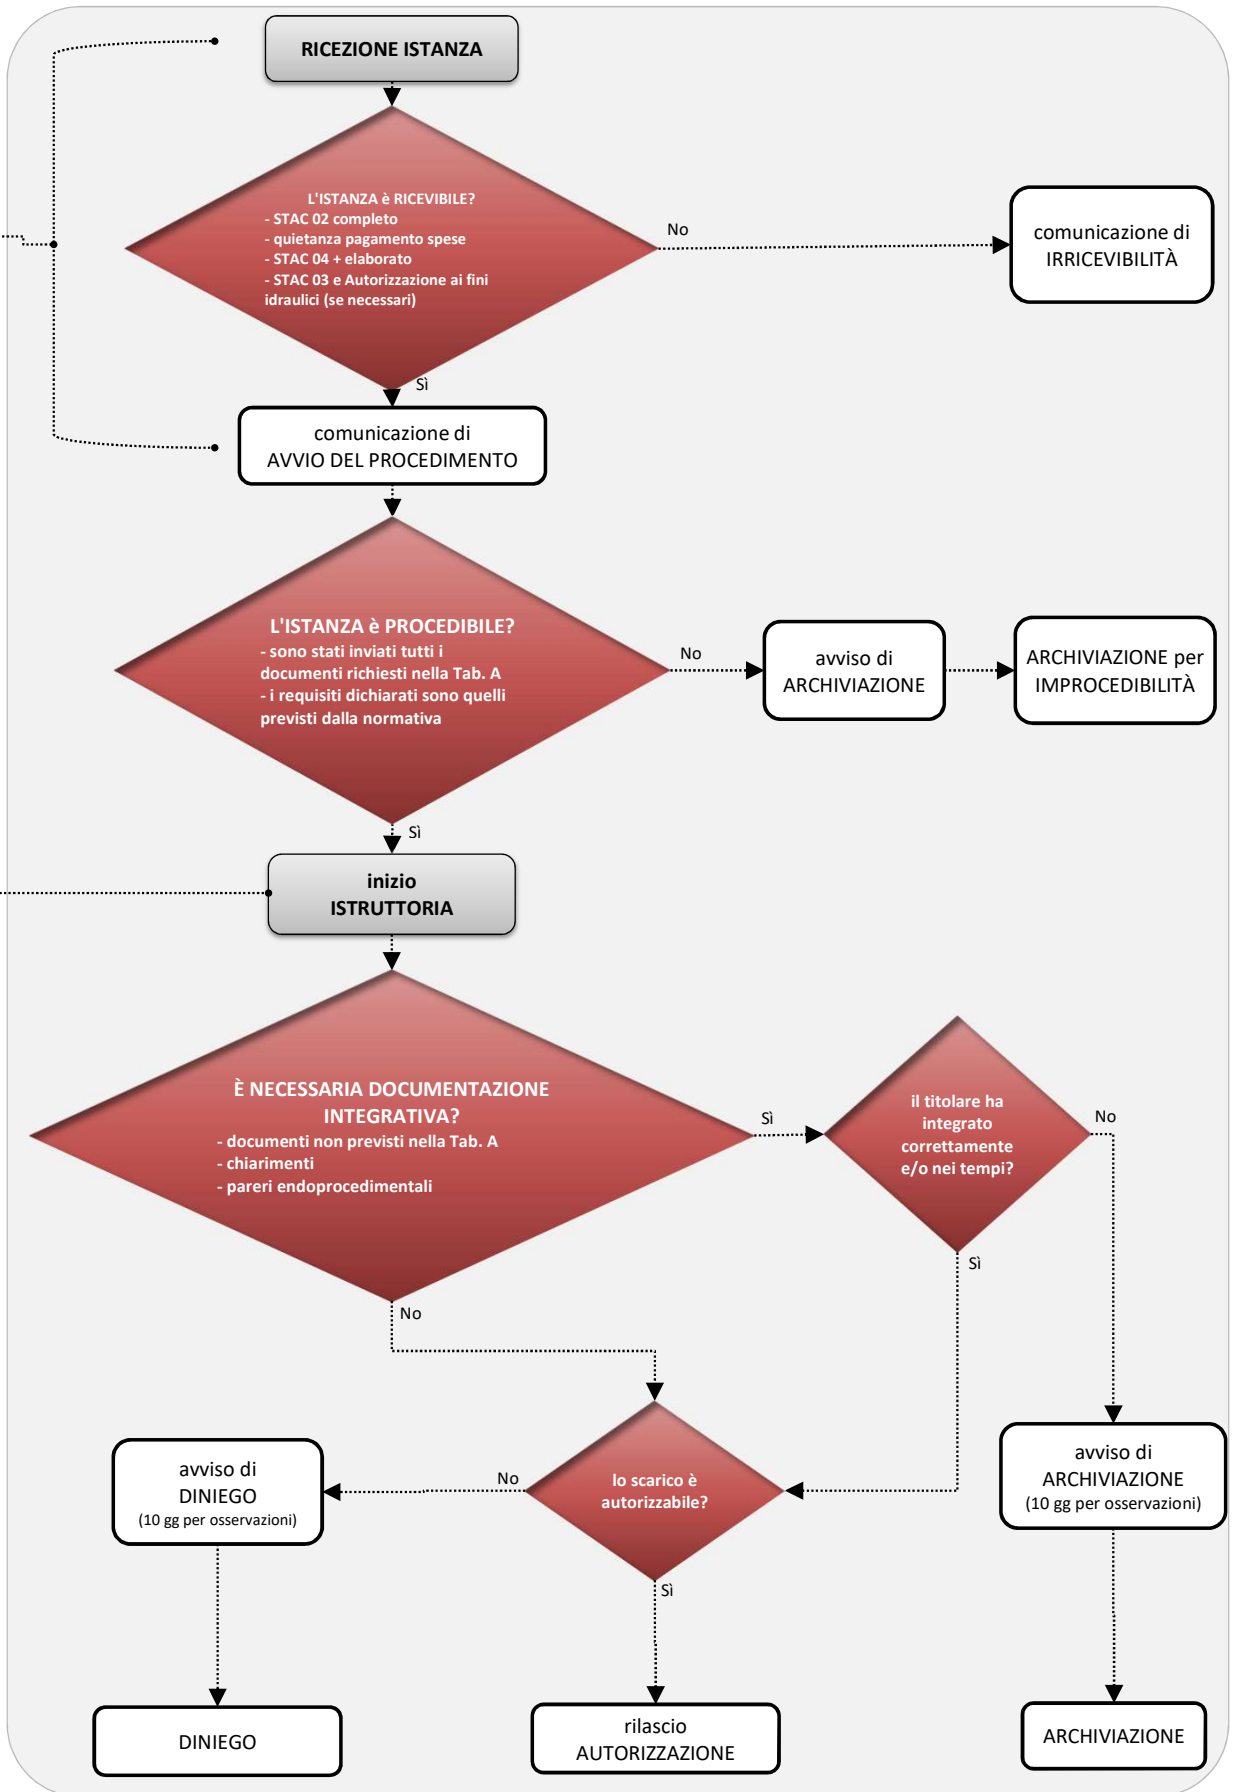 RICEZIONE ISTANZA
L'ISTANZA è RICEVIBILE?
- STAC 02 completo
- quietanza pagamento spese
- STAC 04 + elaborato
- STAC 03 e Autorizzazione ai fini
idraulici (se necessari)
No
comunicazione di
IRRICEVIBILITÀ
Sì
comunicazione di
AVVIO DEL PROCEDIMENTO
L'ISTANZA è PROCEDIBILE?
- sono stati inviati tutti i
documenti richiesti nella Tab. A
- i requisiti dichiarati sono quelli
previsti dalla normativa
No
avviso di
ARCHIVIAZIONE
ARCHIVIAZIONE per
IMPROCEDIBILITÀ
Sì
inizio
ISTRUTTORIA
È NECESSARIA DOCUMENTAZIONE
INTEGRATIVA?
- documenti non previsti nella Tab. A
- chiarimenti
- pareri endoprocedimentali
Sì
il titolare ha
integrato
correttamente
e/o nei tempi?
No
Sì
No
avviso di
DINIEGO
(10 gg per osservazioni)
No
lo scarico è
autorizzabile?
avviso di
ARCHIVIAZIONE
(10 gg per osservazioni)
Sì
DINIEGO
rilascio
AUTORIZZAZIONE
ARCHIVIAZIONE